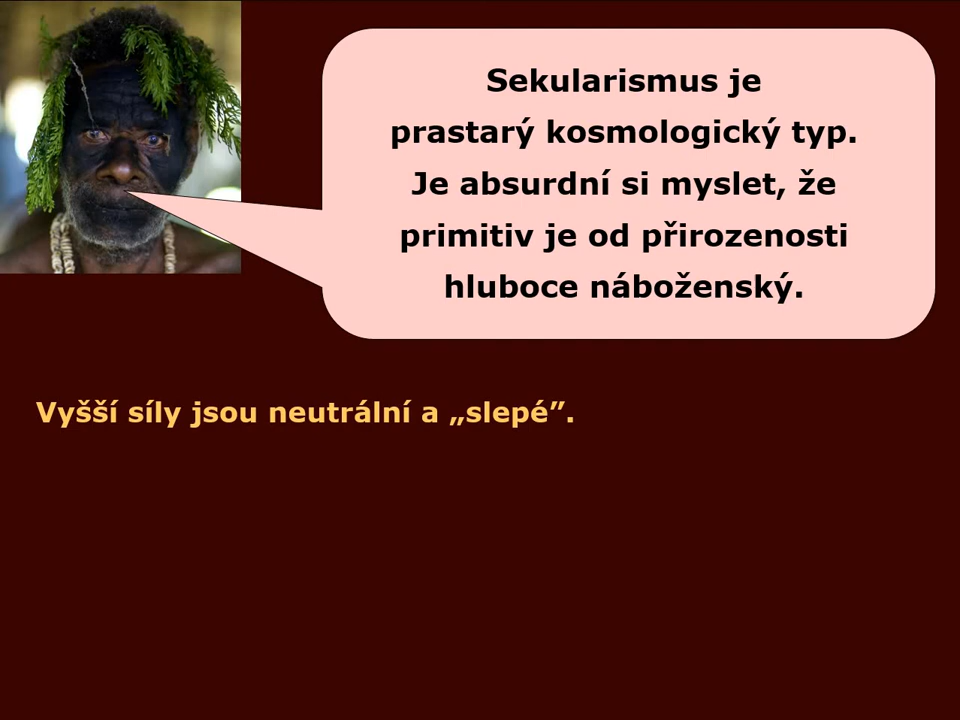 Sekularismus je
prastarý kosmologický typ.
Je absurdní si myslet, že
primitiv je od přirozenosti
hluboce náboženský.
Vyšší síly jsou neutrální a „slepé”.